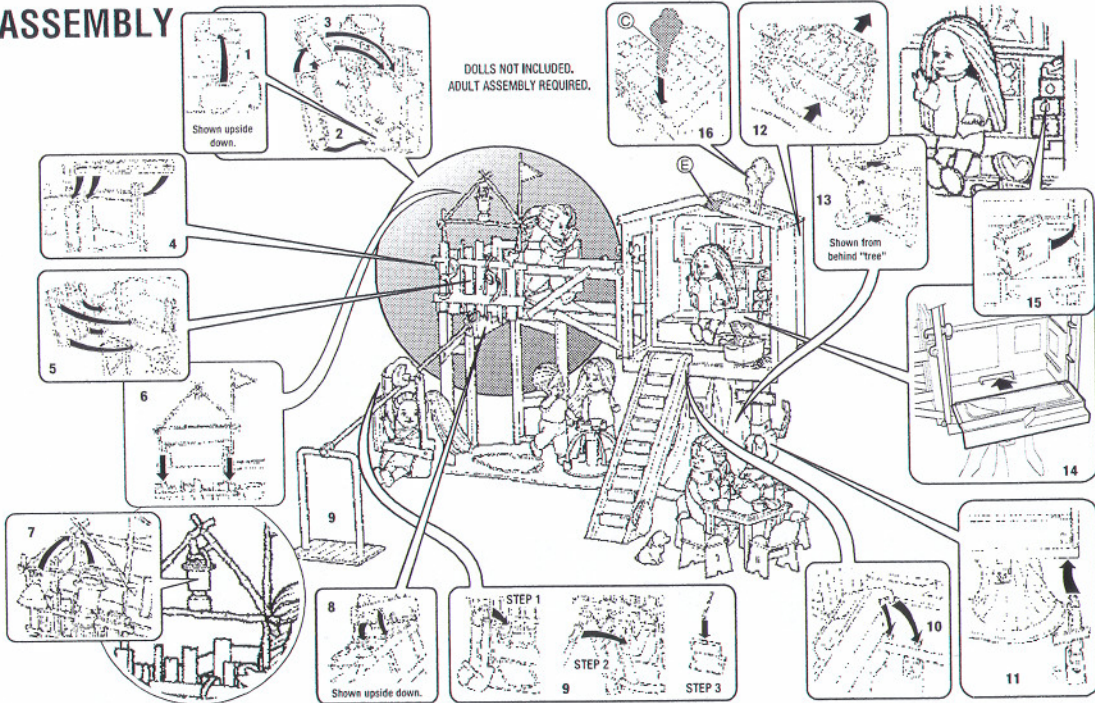 ASSEMBLY
1
Shown upside
down.
3
2
DOLLS NOT INCLUDED.
ADULT ASSEMBLY REQUIRED.
C
16
12
E
13
Shown from
behind "tree"
15
4
5
6
14
7
9
8
Shown upside down.
STEP 1
STEP 2
9
STEP 3
10
11